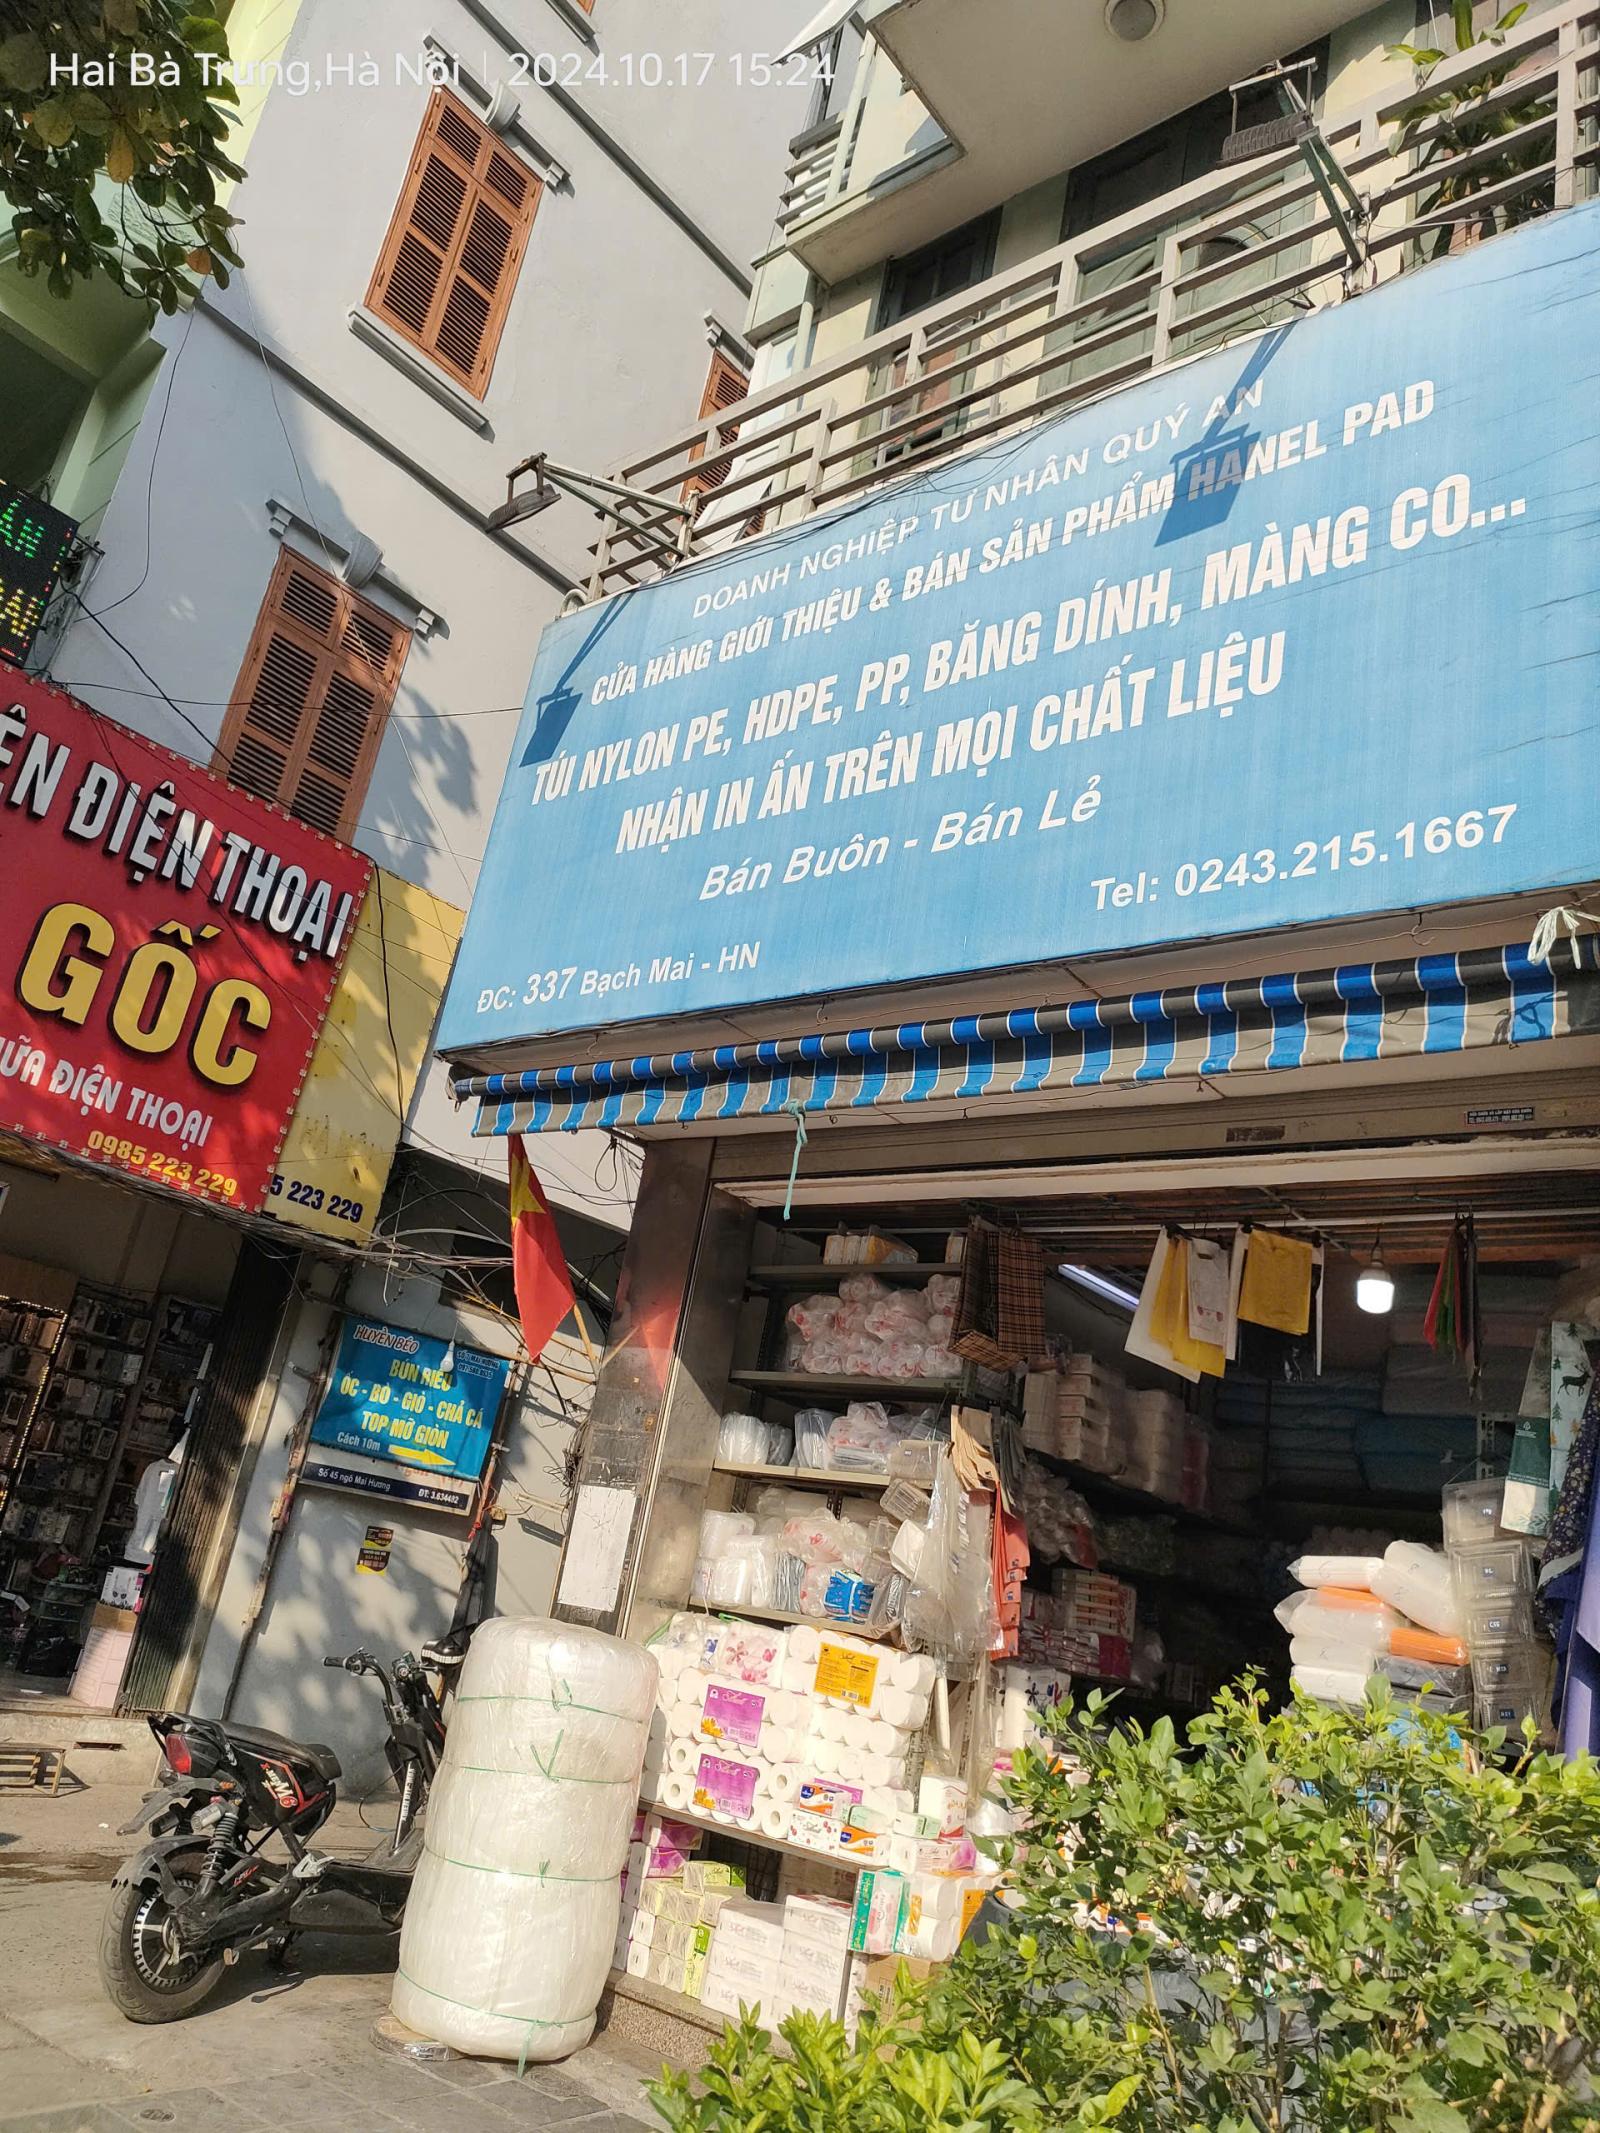 Hai Bà Trưng,Hà Nội | 2024.10.17 15:24
DOANH NGHIỆP TƯ NHÂN QUÝ AN
CỬA HÀNG GIỚI THIỆU & BÁN SẢN PHẨM HANEL PAD
TÚI NYLON PE, HDPE, PP, BĂNG DÍNH, MÀNG CO...
NHẬN IN ẤN TRÊN MỌI CHẤT LIỆU
Bán Buôn - Bán Lẻ
Tel: 0243.215.1667
ĐC: 337 Bạch Mai - HN
ĐIỆN THOẠI
GỐC
ĐIỆN THOẠI
0985 223 229
5 223 229
HUYỀN BÉO
BÚN RIÊU
ỐC - BÒ - GIÒ - CHẢ CÁ
TOP MỠ GIÒN
Cách 10m
Số 45 ngõ Mai Hương
ĐT: 3.634482